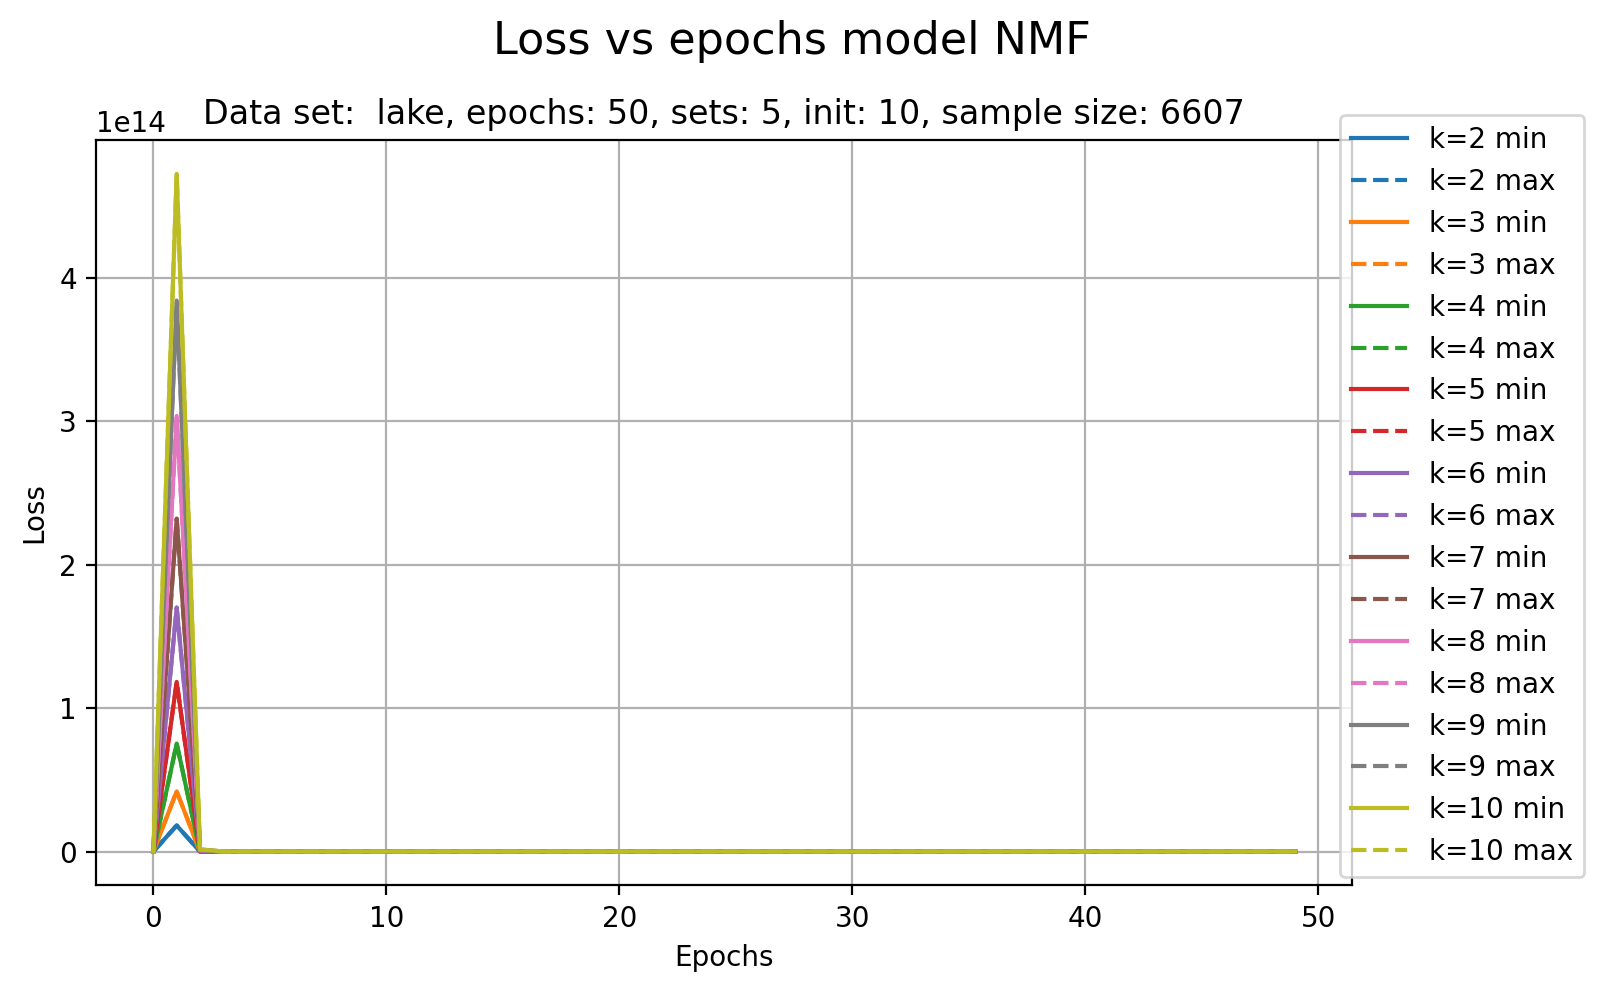 Loss vs epochs model NMF
Data set:  lake, epochs: 50, sets: 5, init: 10, sample size: 6607
1e14
4
3
2
1
0
Loss
0 10 20 30 40 50
Epochs
k=2 min
k=2 max
k=3 min
k=3 max
k=4 min
k=4 max
k=5 min
k=5 max
k=6 min
k=6 max
k=7 min
k=7 max
k=8 min
k=8 max
k=9 min
k=9 max
k=10 min
k=10 max